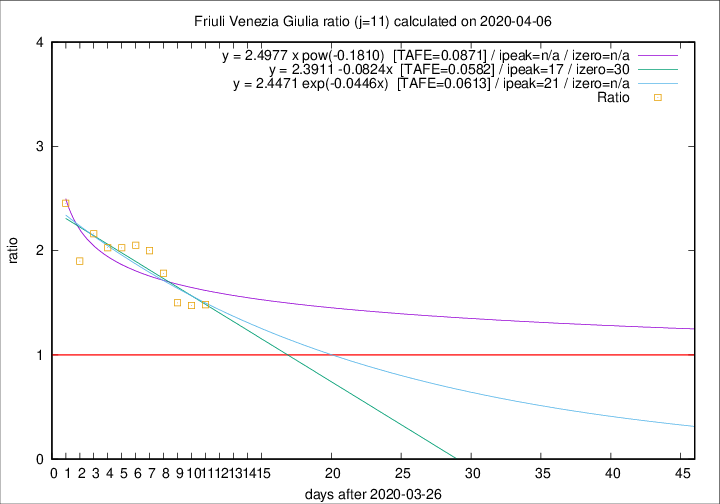 Friuli Venezia Giulia ratio (j=11) calculated on 2020-04-06
y = 2.4977 x pow(-0.1810)  [TAFE=0.0871] / ipeak=n/a / izero=n/a
y = 2.3911 -0.0824x  [TAFE=0.0582] / ipeak=17 / izero=30
y = 2.4471 exp(-0.0446x)  [TAFE=0.0613] / ipeak=21 / izero=n/a
Ratio
4
3
2
1
0
ratio
0 1 2 3 4 5 6 7 8 9 10 11 12 13 14 15 20 25 30 35 40 45
days after 2020-03-26